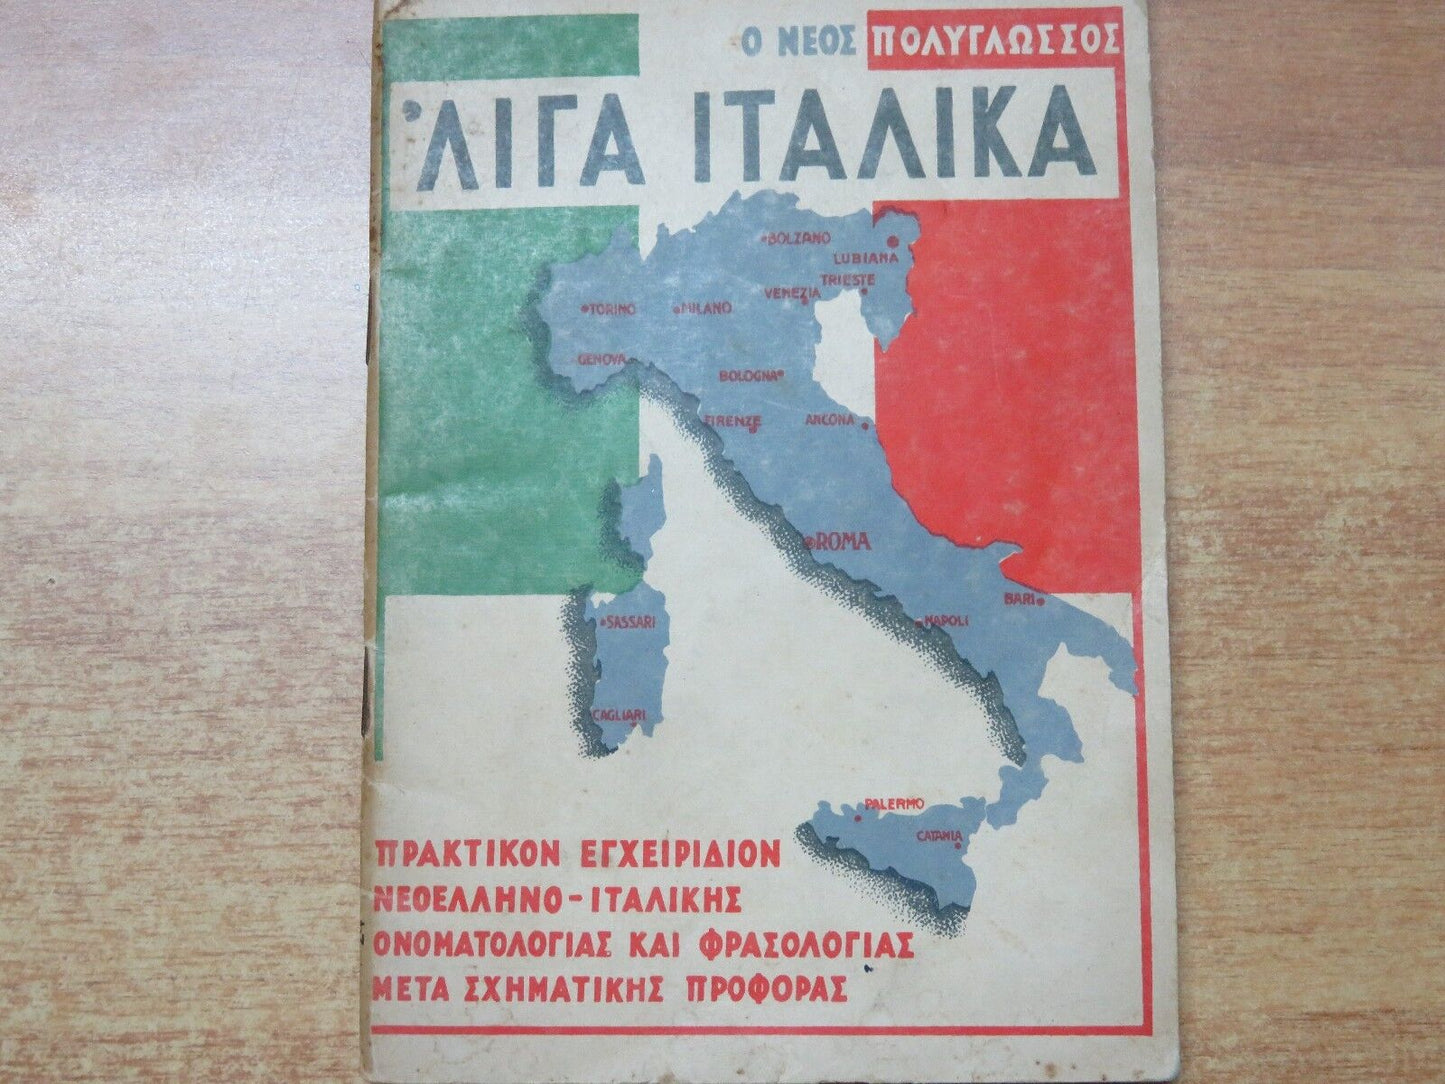 Ο ΝΕΟΣ ΠΟΛΥΓΛΩΣΣΟΣ
'ΛΙΓΑ ΙΤΑΛΙΚΑ
BOLZANO
LUBIANA
TRIESTE
VENEZIA
TORINO
MILANO
GENOVA
BOLOGNA
FIRENZE
ANCONA
ROMA
BARI
NAPOLI
SASSARI
CAGLIARI
PALERMO
CATANIA
ΠΡΑΚΤΙΚΟΝ ΕΓΧΕΙΡΙΔΙΟΝ
ΝΕΟΕΛΛΗΝΟ-ΙΤΑΛΙΚΗΣ
ΟΝΟΜΑΤΟΛΟΓΙΑΣ ΚΑΙ ΦΡΑΣΟΛΟΓΙΑΣ
ΜΕΤΑ ΣΧΗΜΑΤΙΚΗΣ ΠΡΟΦΟΡΑΣ